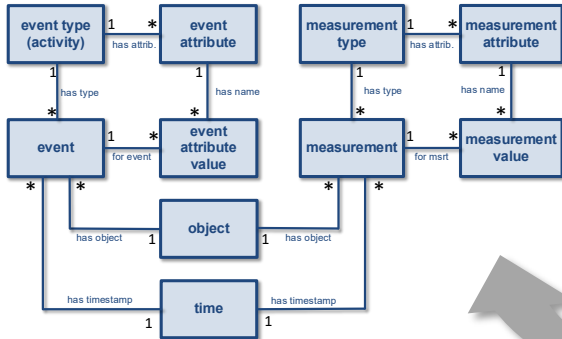 event type
(activity)
1
*
has attrib.
event
attribute
measurement
type
1
*
has attrib.
measurement
attribute
1
has type
*
1
has name
*
1
has type
*
1
has name
*
event
1
*
for event
event
attribute
value
measurement
1
*
for msrt
measurement
value
*
*
*
*
has object
1
object
1
has object
has timestamp
1
time
has timestamp
1